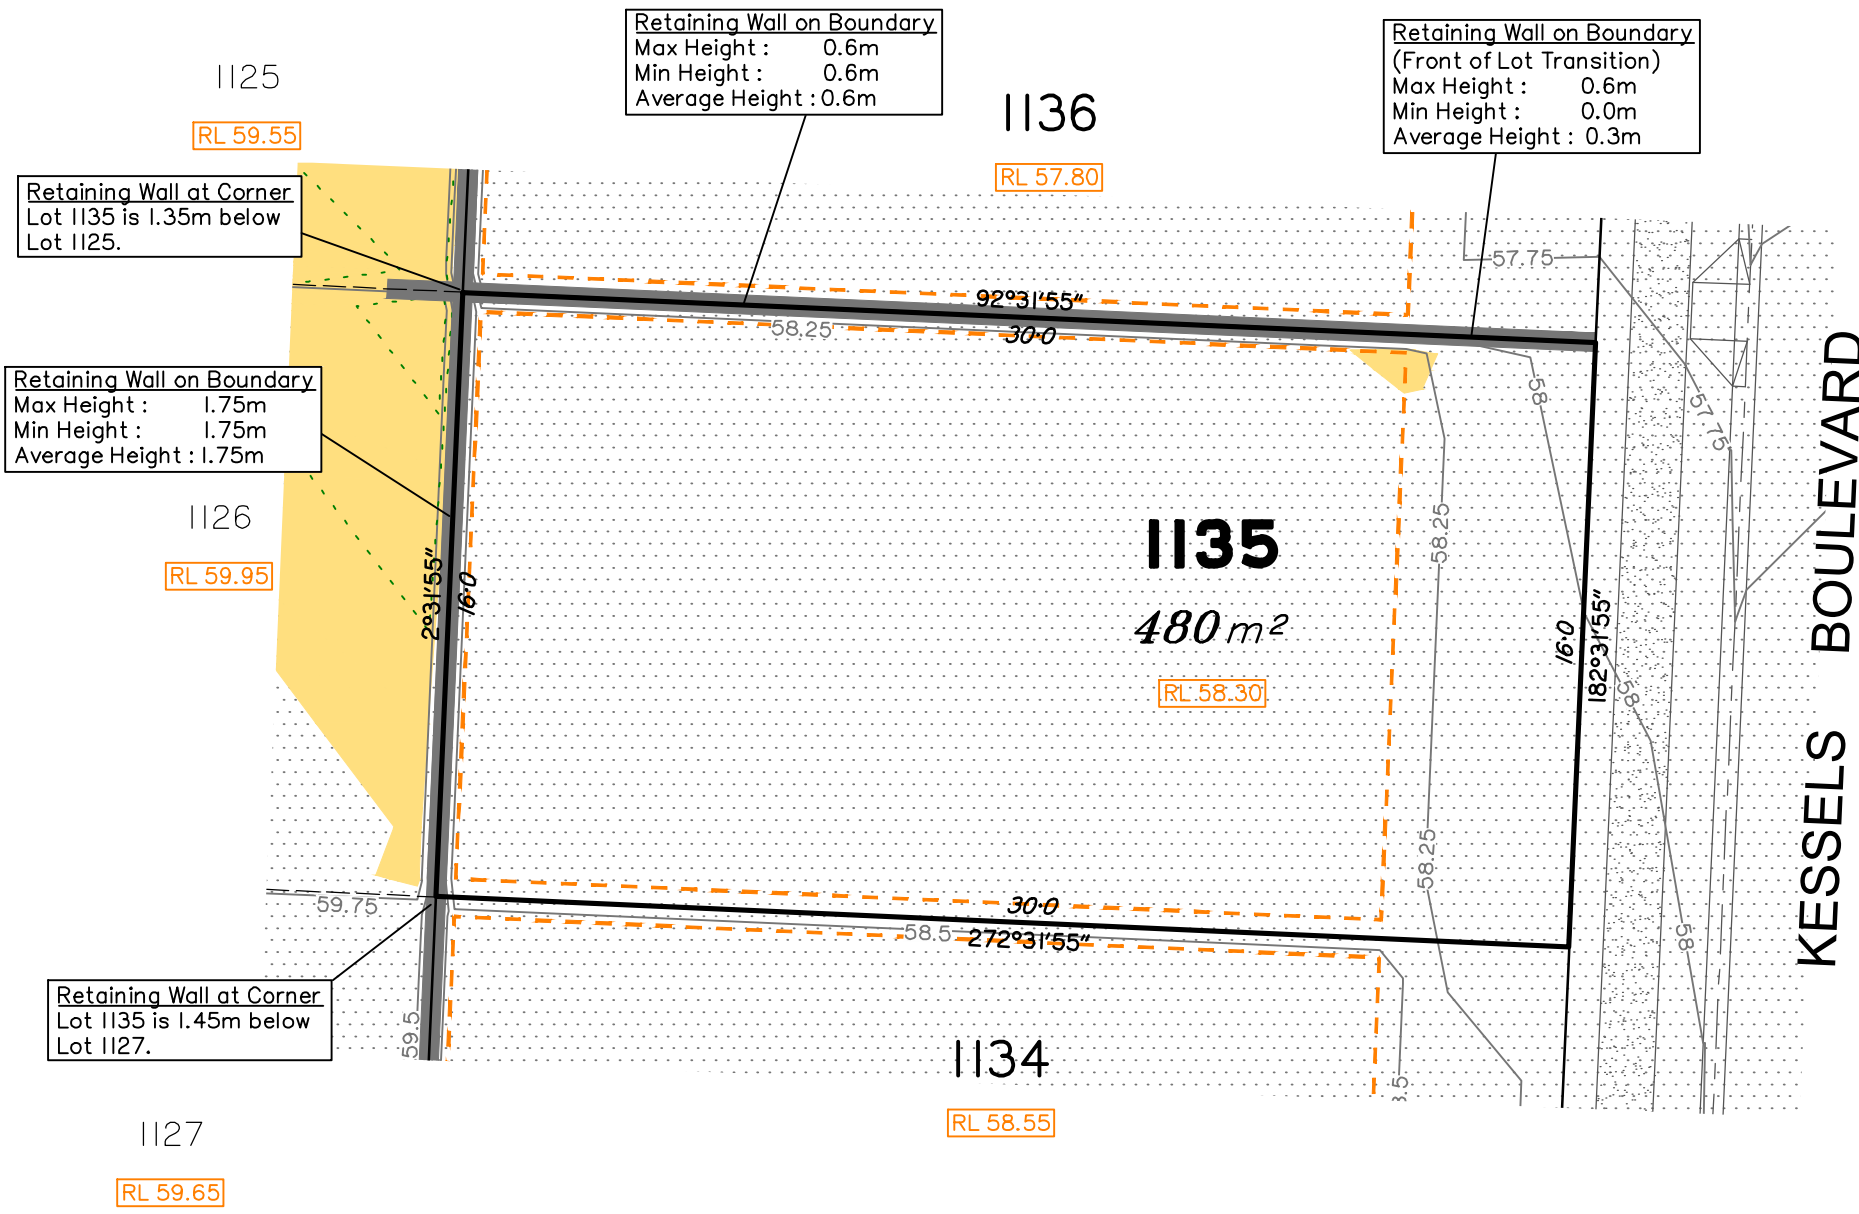 Retaining Wall on Boundary
Max Height : 0.6m
Min Height : 0.6m
Average Height : 0.6m
Retaining Wall on Boundary
(Front of Lot Transition)
Max Height : 0.6m
Min Height : 0.0m
Average Height : 0.3m
1125
RL 59.55
1136
RL 57.80
Retaining Wall at Corner
Lot 1135 is 1.35m below
Lot 1125.
57.75
92°31'55"
58.25
30·0
Retaining Wall on Boundary
Max Height : 1.75m
Min Height : 1.75m
Average Height : 1.75m
58
57.75
1126
RL 59.95
2°31'55"
16·0
1135
480 m²
RL 58.30
58.25
16·0
182°31'55"
58
KESSELS BOULEVARD
58.25
59.75
30·0
58.5
272°31'55"
58
Retaining Wall at Corner
Lot 1135 is 1.45m below
Lot 1127.
59.5
1134
RL 58.55
1127
RL 59.65